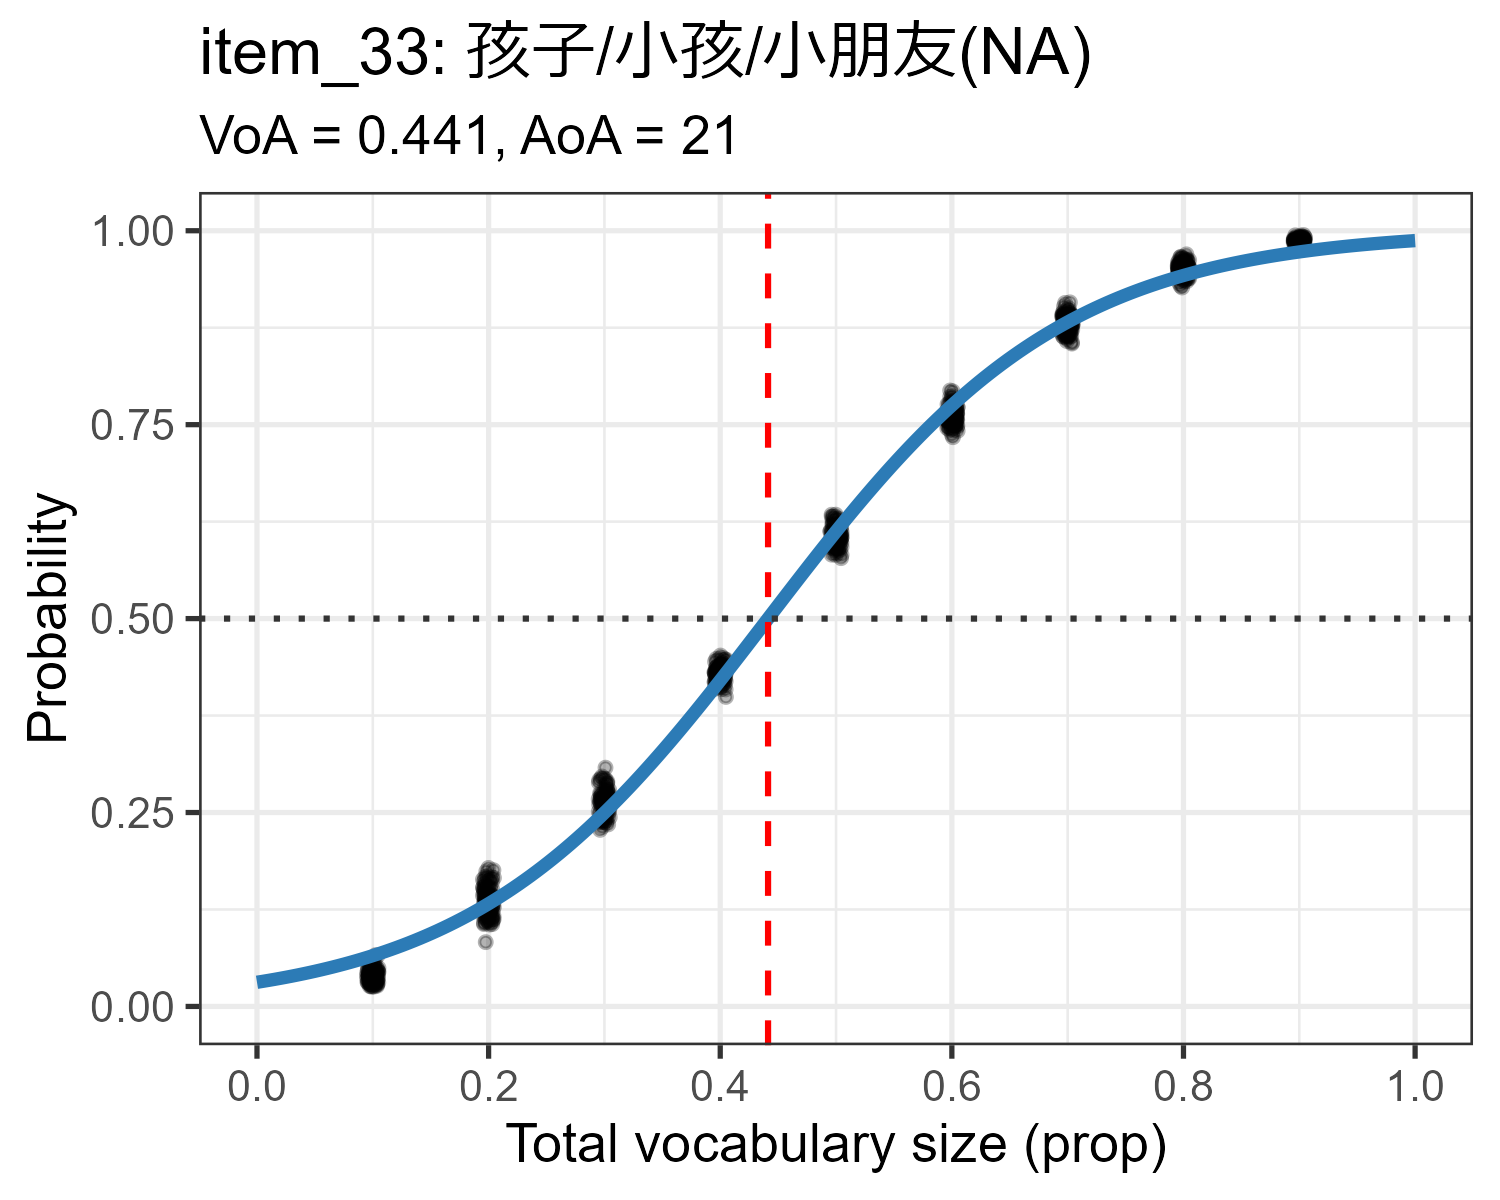 item_33: 孩子/小孩/小朋友(NA)
VoA = 0.441, AoA = 21
1.00
0.75
0.50
0.25
0.00
Probability
0.0 0.2 0.4 0.6 0.8 1.0
Total vocabulary size (prop)